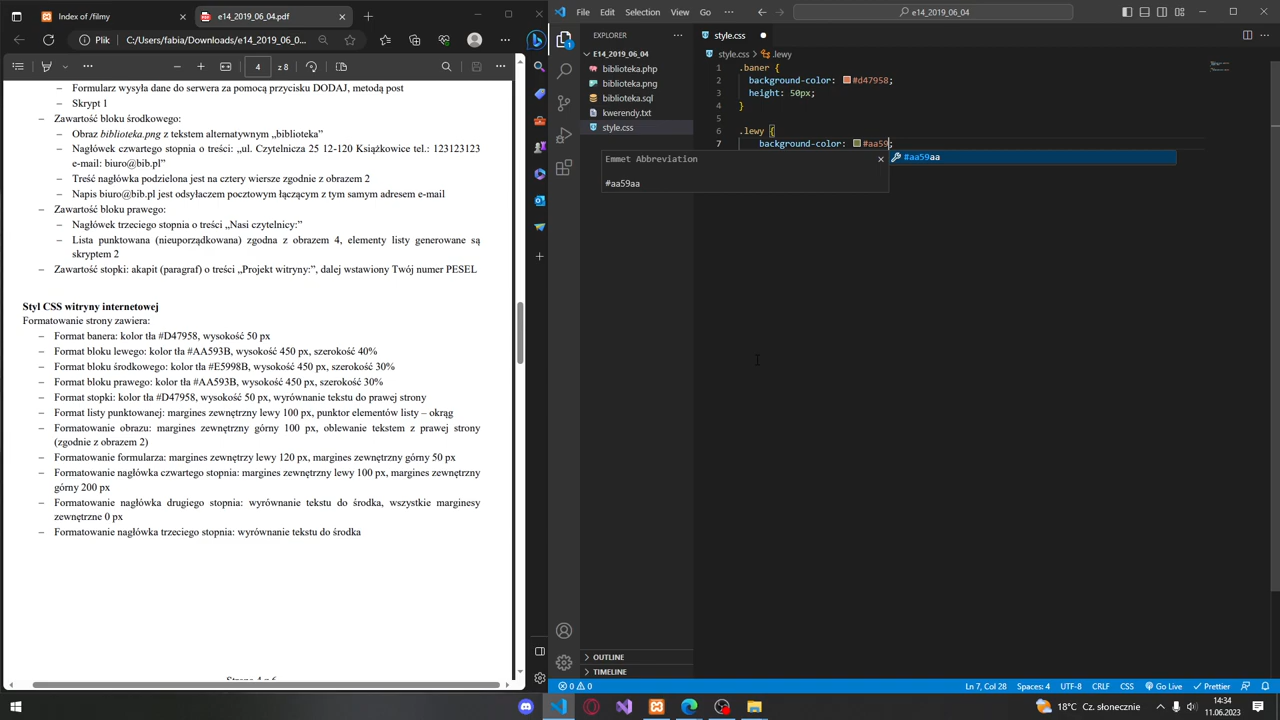 Index of /filmy
e14_2019_06_04.pdf
Plik
C:/Users/fabia/Downloads/e14_2019_06_0...
4
z 8
Formularz wysyła dane do serwera za pomocą przycisku DODAJ, metodą post
– Skrypt 1
– Zawartość bloku środkowego:
– Obraz biblioteka.png z tekstem alternatywnym „biblioteka”
– Nagłówek czwartego stopnia o treści: „ul. Czytelnicza 25 12-120 Książkowice tel.: 123123123
e-mail: biuro@bib.pl”
– Treść nagłówka podzielona jest na cztery wiersze zgodnie z obrazem 2
– Napis biuro@bib.pl jest odsyłaczem pocztowym łączącym z tym samym adresem e-mail
– Zawartość bloku prawego:
– Nagłówek trzeciego stopnia o treści „Nasi czytelnicy:”
– Lista punktowana (nieuporządkowana) zgodna z obrazem 4, elementy listy generowane są
skryptem 2
– Zawartość stopki: akapit (paragraf) o treści „Projekt witryny:”, dalej wstawiony Twój numer PESEL
Styl CSS witryny internetowej
Formatowanie strony zawiera:
– Format banera: kolor tła #D47958, wysokość 50 px
– Format bloku lewego: kolor tła #AA593B, wysokość 450 px, szerokość 40%
– Format bloku środkowego: kolor tła #E5998B, wysokość 450 px, szerokość 30%
– Format bloku prawego: kolor tła #AA593B, wysokość 450 px, szerokość 30%
– Format stopki: kolor tła #D47958, wysokość 50 px, wyrównanie tekstu do prawej strony
– Format listy punktowanej: margines zewnętrzny lewy 100 px, punktor elementów listy – okrąg
– Formatowanie obrazu: margines zewnętrzny górny 100 px, oblewanie tekstem z prawej strony
(zgodnie z obrazem 2)
– Formatowanie formularza: margines zewnętrzy lewy 120 px, margines zewnętrzny górny 50 px
– Formatowanie nagłówka czwartego stopnia: margines zewnętrzny lewy 100 px, margines zewnętrzny
górny 200 px
– Formatowanie nagłówka drugiego stopnia: wyrównanie tekstu do środka, wszystkie marginesy
zewnętrzne 0 px
– Formatowanie nagłówka trzeciego stopnia: wyrównanie tekstu do środka
Strona 4 z 6
File Edit Selection View Go
e14_2019_06_04
EXPLORER
E14_2019_06_04
biblioteka.php
biblioteka.png
biblioteka.sql
kwerendy.txt
style.css
OUTLINE
TIMELINE
style.css
style.css > .lewy
1 .baner {
2 background-color: #d47958;
3 height: 50px;
4 }
5
6 .lewy {
7 background-color: #aa59;
Emmet Abbreviation
#aa59aa
#aa59aa
0 0
Ln 7, Col 28
Spaces: 4
UTF-8
CRLF
CSS
Go Live
Prettier
18°C Cz. słonecznie
14:34
11.06.2023